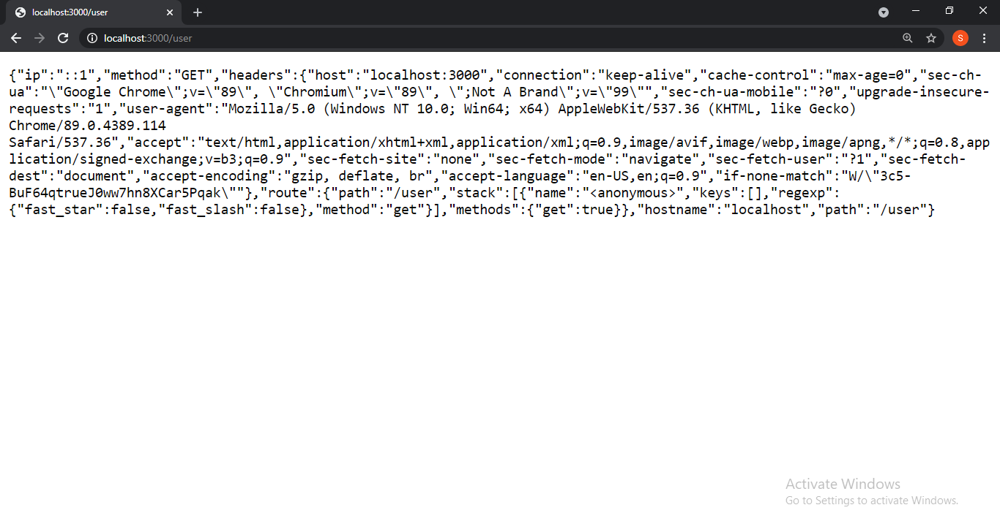 localhost:3000/user
localhost:3000/user
S
{"ip":"::1","method":"GET","headers":{"host":"localhost:3000","connection":"keep-alive","cache-control":"max-age=0","sec-ch-
ua":"\"Google Chrome\";v=\"89\", \"Chromium\";v=\"89\", \";Not A Brand\";v=\"99\"","sec-ch-ua-mobile":"?0","upgrade-insecure-
requests":"1","user-agent":"Mozilla/5.0 (Windows NT 10.0; Win64; x64) AppleWebKit/537.36 (KHTML, like Gecko)
Chrome/89.0.4389.114
Safari/537.36","accept":"text/html,application/xhtml+xml,application/xml;q=0.9,image/avif,image/webp,image/apng,*/*;q=0.8,app
lication/signed-exchange;v=b3;q=0.9","sec-fetch-site":"none","sec-fetch-mode":"navigate","sec-fetch-user":"?1","sec-fetch-
dest":"document","accept-encoding":"gzip, deflate, br","accept-language":"en-US,en;q=0.9","if-none-match":"W/\"3c5-
BuF64qtrueJ0ww7hn8XCar5Pqak\""},"route":{"path":"/user","stack":[{"name":"<anonymous>","keys":[],"regexp":
{"fast_star":false,"fast_slash":false},"method":"get"}],"methods":{"get":true}},"hostname":"localhost","path":"/user"}
Activate Windows
Go to Settings to activate Windows.